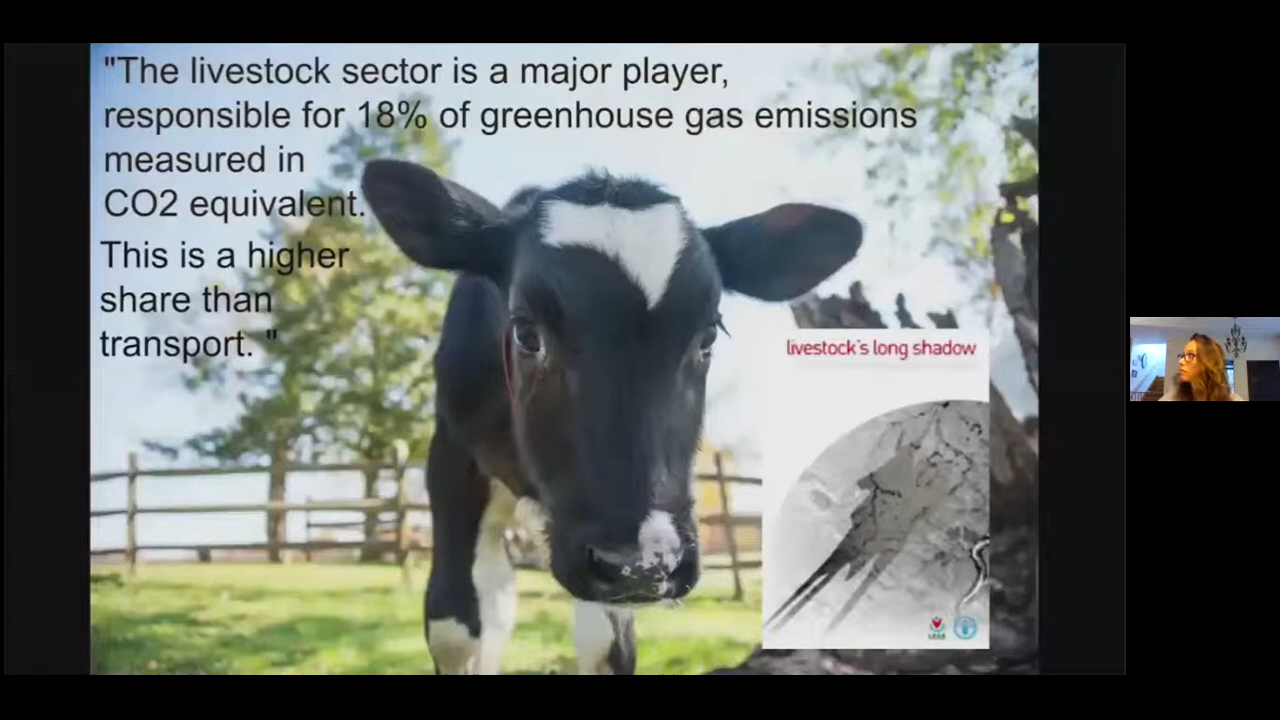 "The livestock sector is a major player,
responsible for 18% of greenhouse gas emissions
measured in
CO2 equivalent.
This is a higher
share than
transport. "
livestock's long shadow